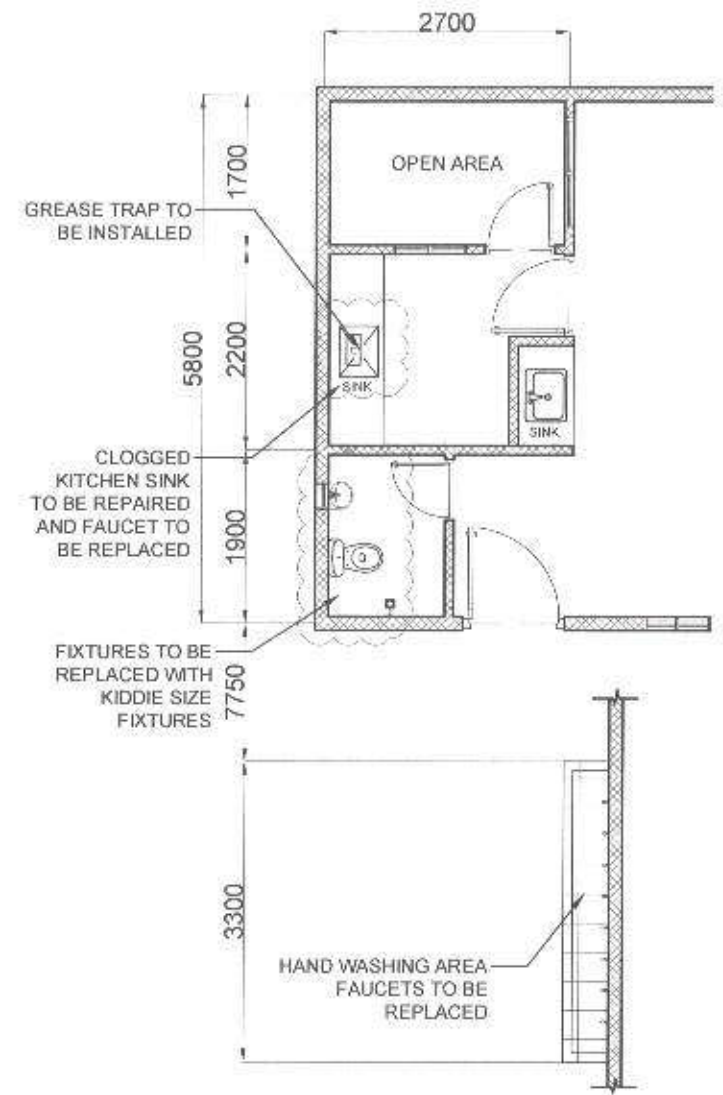 2700
1700
OPEN AREA
GREASE TRAP TO
BE INSTALLED
5800
2200
SINK
SINK
CLOGGED
KITCHEN SINK
TO BE REPAIRED
AND FAUCET TO
BE REPLACED
1900
FIXTURES TO BE
REPLACED WITH
KIDDIE SIZE
FIXTURES
7750
3300
HAND WASHING AREA
FAUCETS TO BE
REPLACED